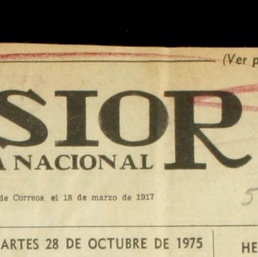 (Ver p
SIOR
A NACIONAL
de Correos, el 18 de marzo de 1917
5
ARTES 28 DE OCTUBRE DE 1975
HE